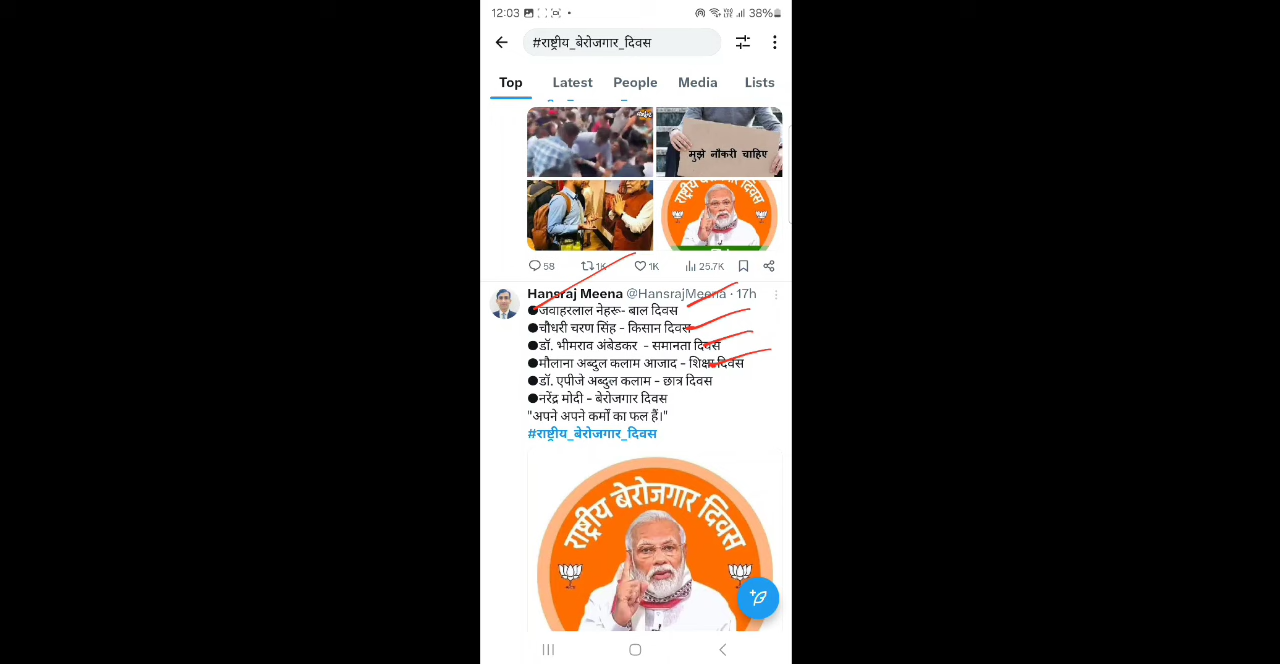 12:03
38%
#राष्ट्रीय_बेरोजगार_दिवस
Top Latest People Media Lists
मुझे नौकरी चाहिए
राष्ट्रीय बेरोजगार दिवस
58 1K 1K 25.7K
Hansraj Meena @HansrajMeena · 17h
●जवाहरलाल नेहरू- बाल दिवस
●चौधरी चरण सिंह - किसान दिवस
●डॉ. भीमराव अंबेडकर - समानता दिवस
●मौलाना अब्दुल कलाम आजाद - शिक्षा दिवस
●डॉ. एपीजे अब्दुल कलाम - छात्र दिवस
●नरेंद्र मोदी - बेरोजगार दिवस
"अपने अपने कर्मों का फल हैं।"
#राष्ट्रीय_बेरोजगार_दिवस
राष्ट्रीय बेरोजगार दिवस